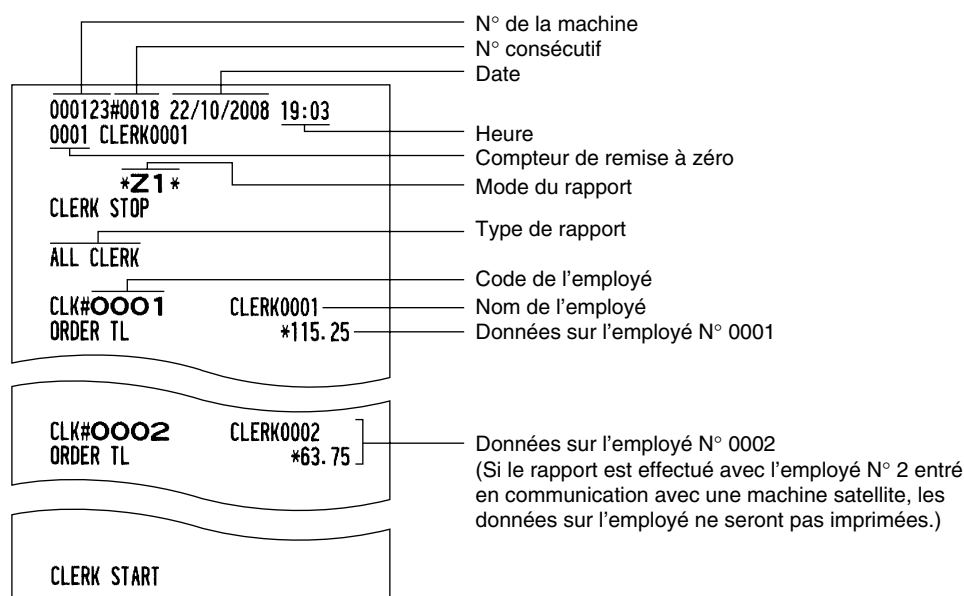 N° de la machine
N° consécutif
Date
000123#0018 22/10/2008 19:03
Heure
0001 CLERK0001
Compteur de remise à zéro
*Z1*
Mode du rapport
CLERK STOP
Type de rapport
ALL CLERK
Code de l'employé
CLK#0001 CLERK0001
Nom de l'employé
ORDER TL *115.25
Données sur l'employé N° 0001
CLK#0002 CLERK0002
ORDER TL *63.75
Données sur l'employé N° 0002
(Si le rapport est effectué avec l'employé N° 2 entré
en communication avec une machine satellite, les
données sur l'employé ne seront pas imprimées.)
CLERK START